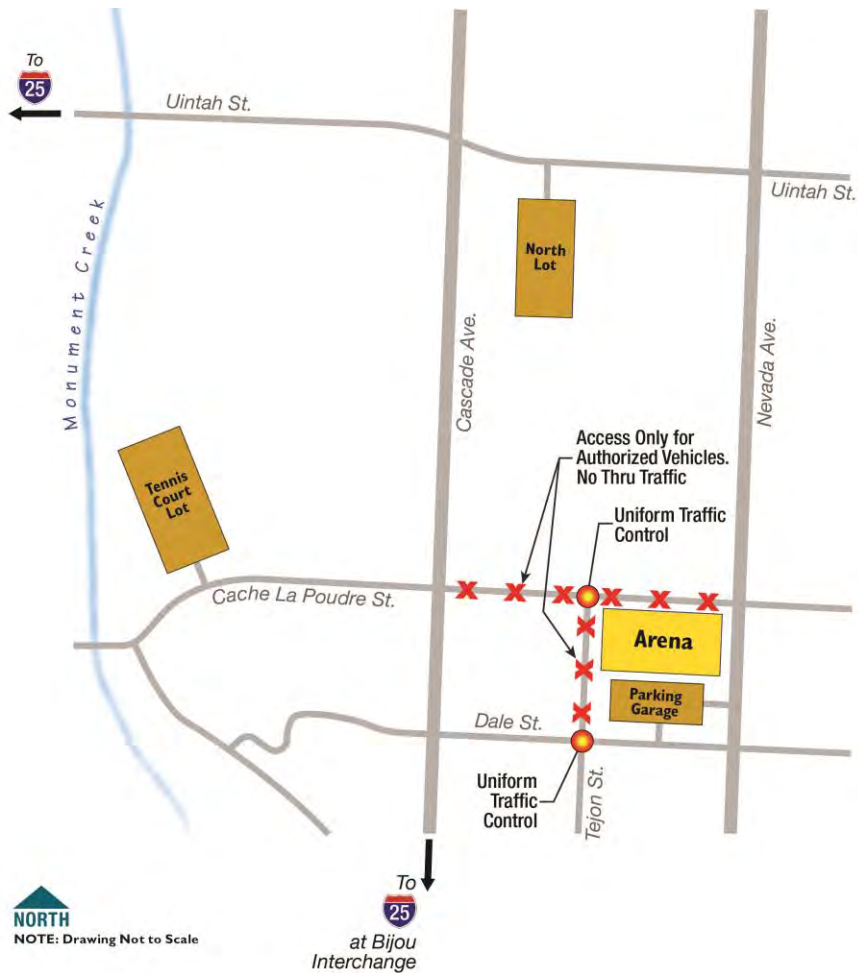 To
25
Uintah St.
Uintah St.
North
Lot
Monument Creek
Cascade Ave.
Nevada Ave.
Access Only for
Authorized Vehicles.
No Thru Traffic
Tennis
Court
Lot
Uniform Traffic
Control
Cache La Poudre St.
Arena
Parking
Garage
Dale St.
Uniform
Traffic
Control
Tejon St.
To
25
at Bijou
Interchange
NORTH
NOTE: Drawing Not to Scale